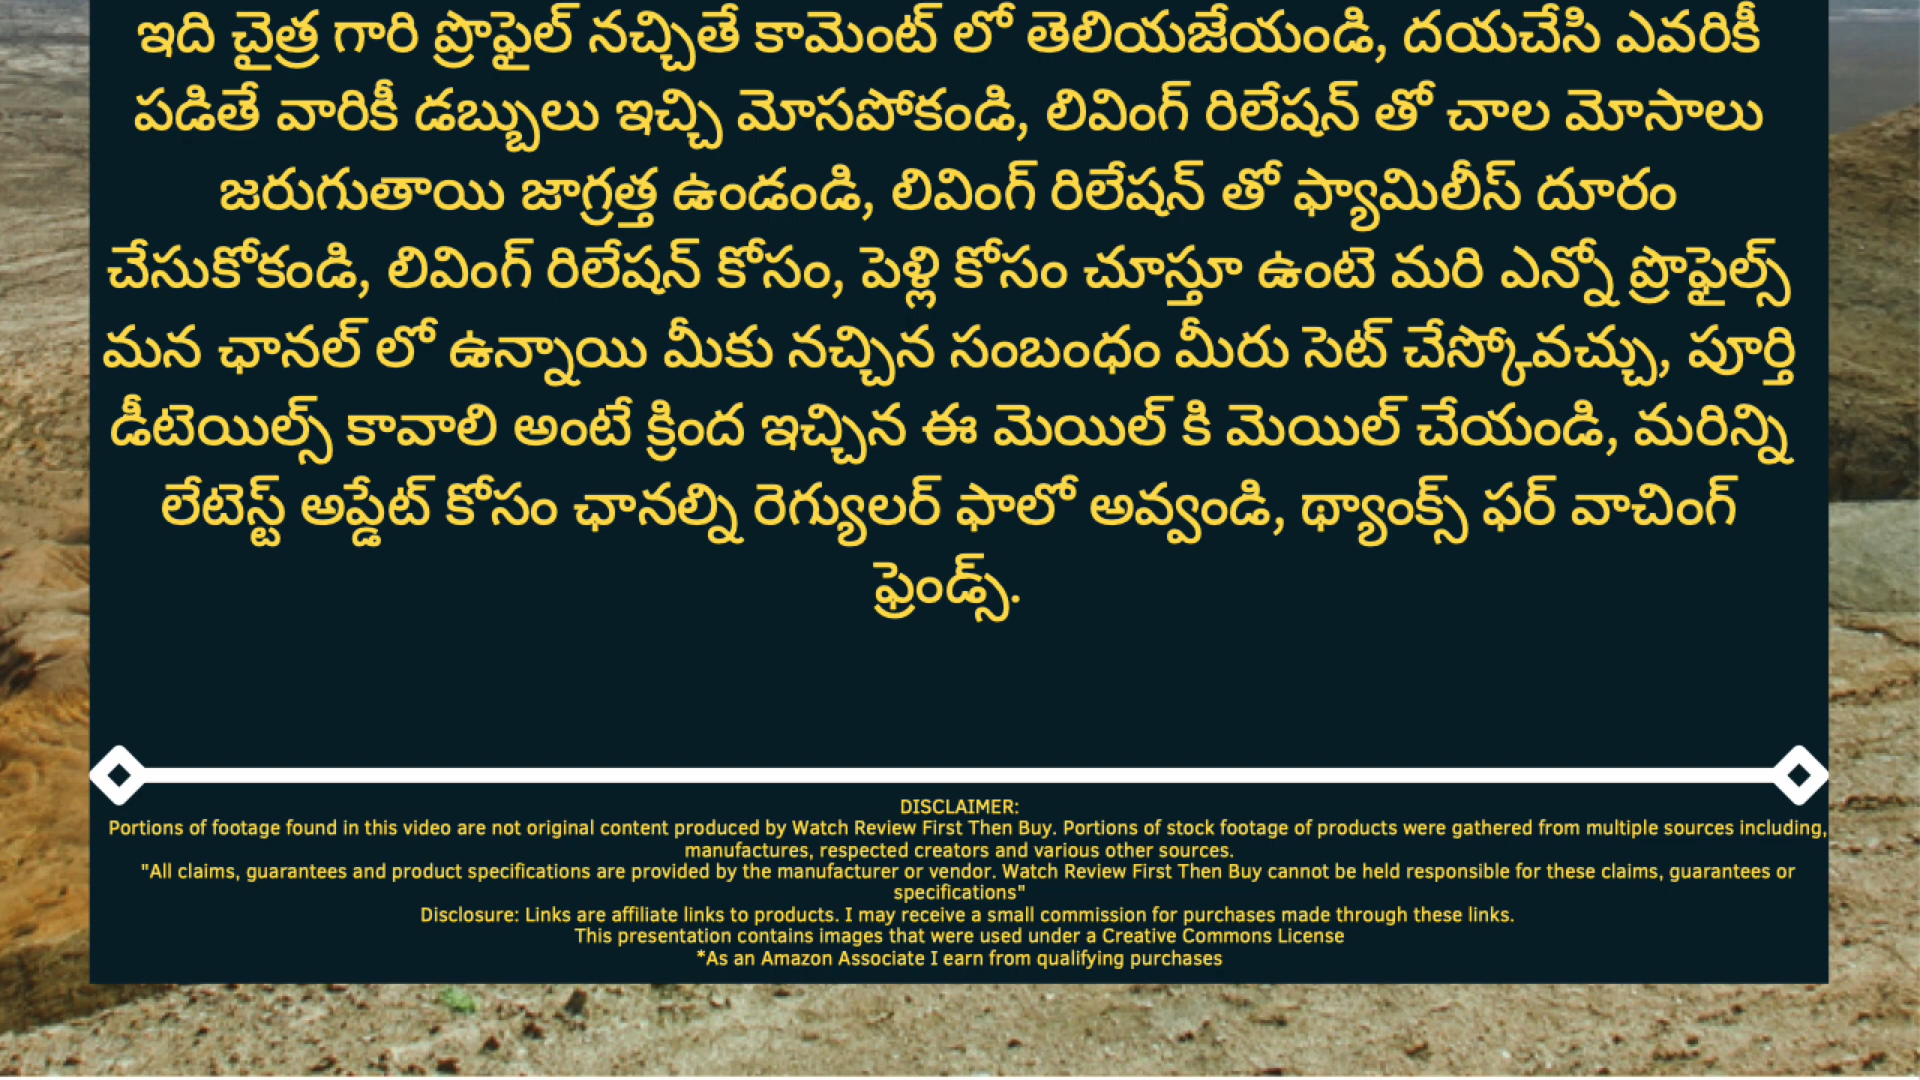 ఇది చైత్ర గారి ప్రొఫైల్ నచ్చితే కామెంట్ లో తెలియజేయండి, దయచేసి ఎవరికీ
పడితే వారికీ డబ్బులు ఇచ్చి మోసపోకండి, లివింగ్ రిలేషన్ తో చాల మోసాలు
జరుగుతాయి జాగ్రత్త ఉండండి, లివింగ్ రిలేషన్ తో ఫ్యామిలీస్ దూరం
చేసుకోకండి, లివింగ్ రిలేషన్ కోసం, పెళ్లి కోసం చూస్తూ ఉంటె మరి ఎన్నో ప్రొఫైల్స్
మన ఛానల్ లో ఉన్నాయి మీకు నచ్చిన సంబంధం మీరు సెట్ చేస్కోవచ్చు, పూర్తి
డీటెయిల్స్ కావాలి అంటే క్రింద ఇచ్చిన ఈ మెయిల్ కి మెయిల్ చేయండి, మరిన్ని
లేటెస్ట్ అప్డేట్ కోసం ఛానల్ని రెగ్యులర్ ఫాలో అవ్వండి, థ్యాంక్స్ ఫర్ వాచింగ్
ఫ్రెండ్స్.
DISCLAIMER:
Portions of footage found in this video are not original content produced by Watch Review First Then Buy. Portions of stock footage of products were gathered from multiple sources including,
manufactures, respected creators and various other sources.
"All claims, guarantees and product specifications are provided by the manufacturer or vendor. Watch Review First Then Buy cannot be held responsible for these claims, guarantees or
specifications"
Disclosure: Links are affiliate links to products. I may receive a small commission for purchases made through these links.
This presentation contains images that were used under a Creative Commons License
*As an Amazon Associate I earn from qualifying purchases